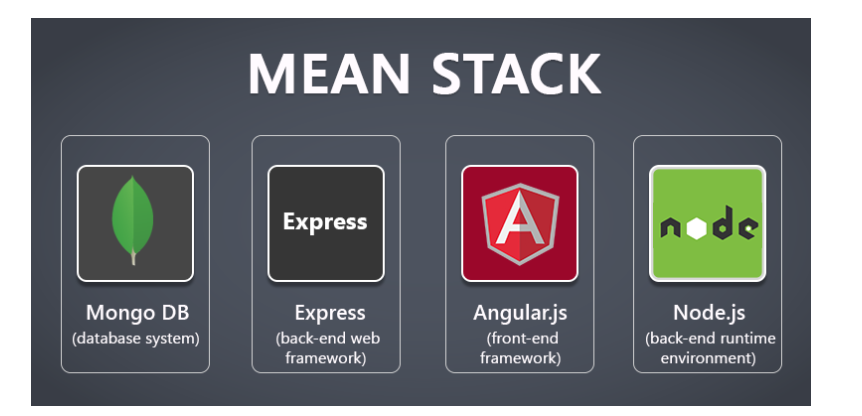 MEAN STACK
Express
node
Mongo DB
(database system)
Express
(back-end web
framework)
Angular.js
(front-end
framework)
Node.js
(back-end runtime
environment)